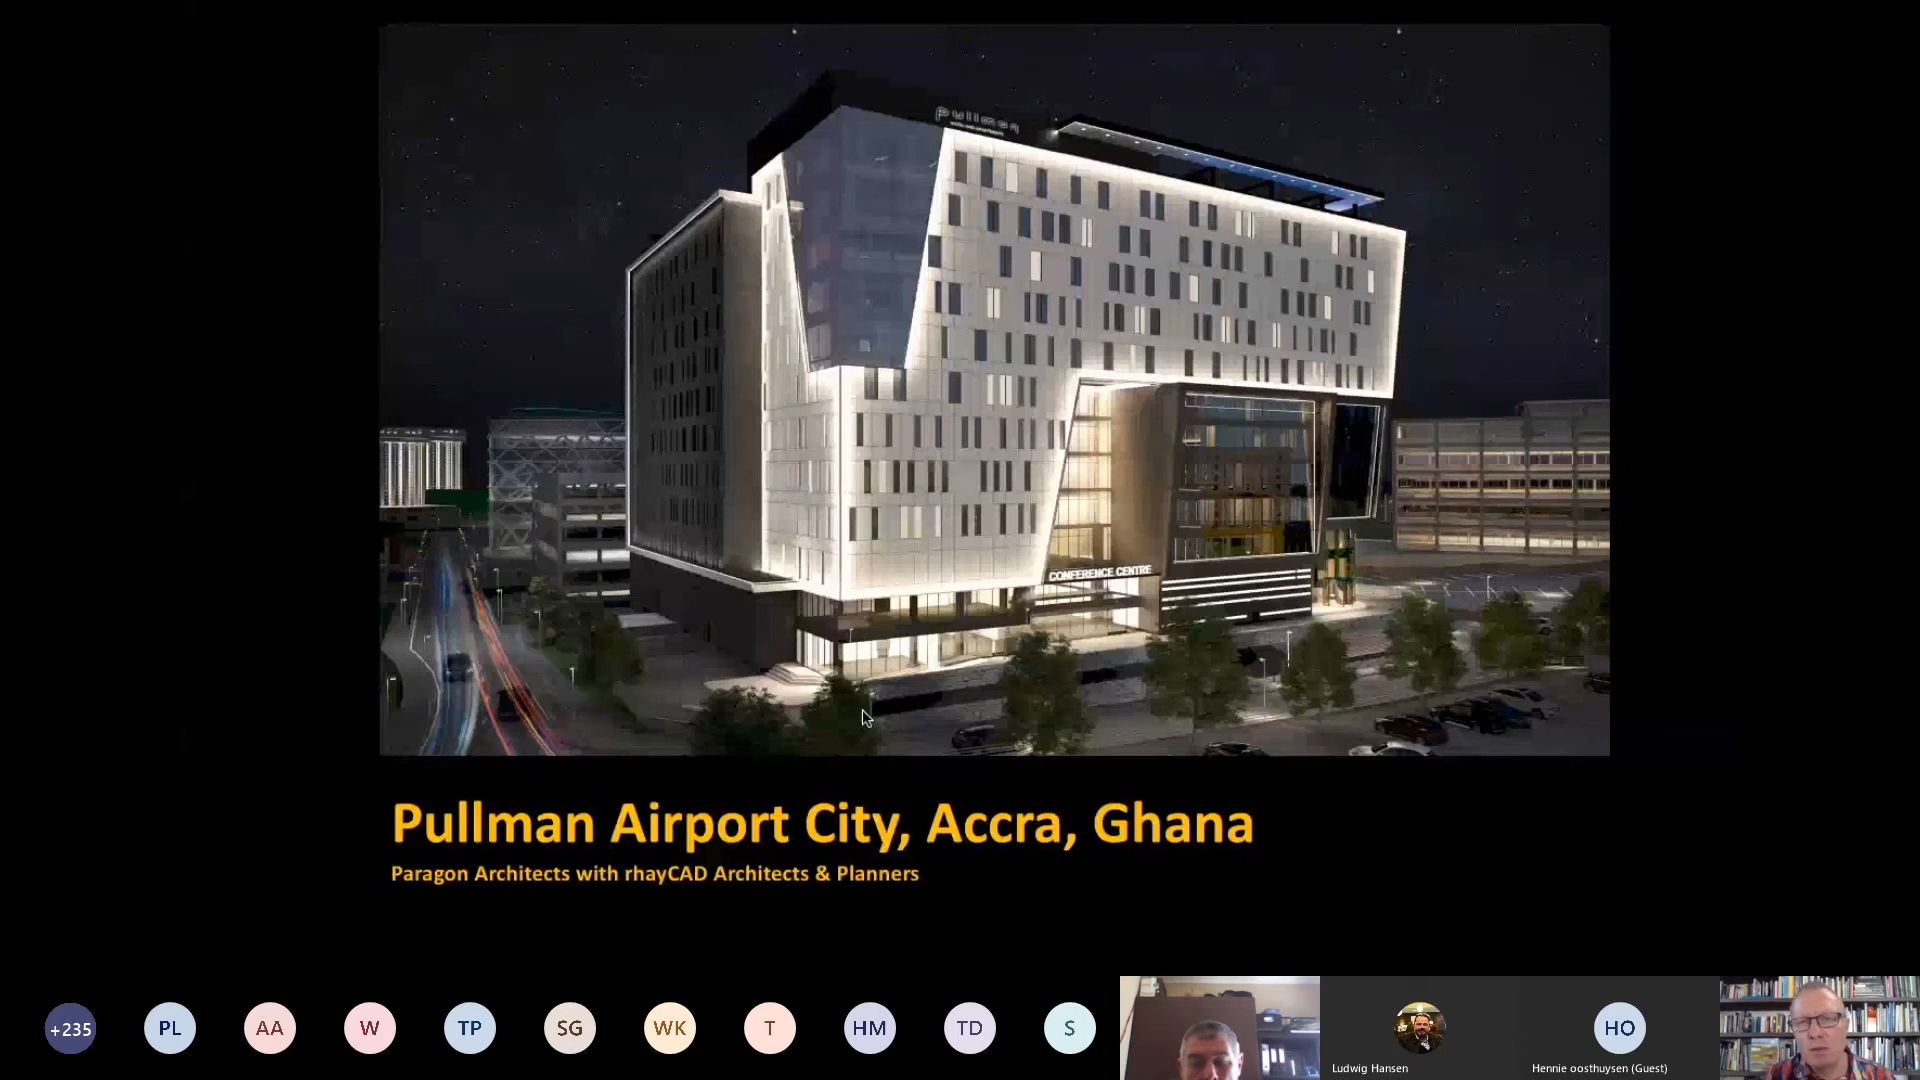 pullman
CONFERENCE CENTRE
Pullman Airport City, Accra, Ghana
Paragon Architects with rhayCAD Architects & Planners
+235
PL
AA
W
TP
SG
WK
T
HM
TD
S
HO
Ludwig Hansen
Hennie oosthuysen (Guest)